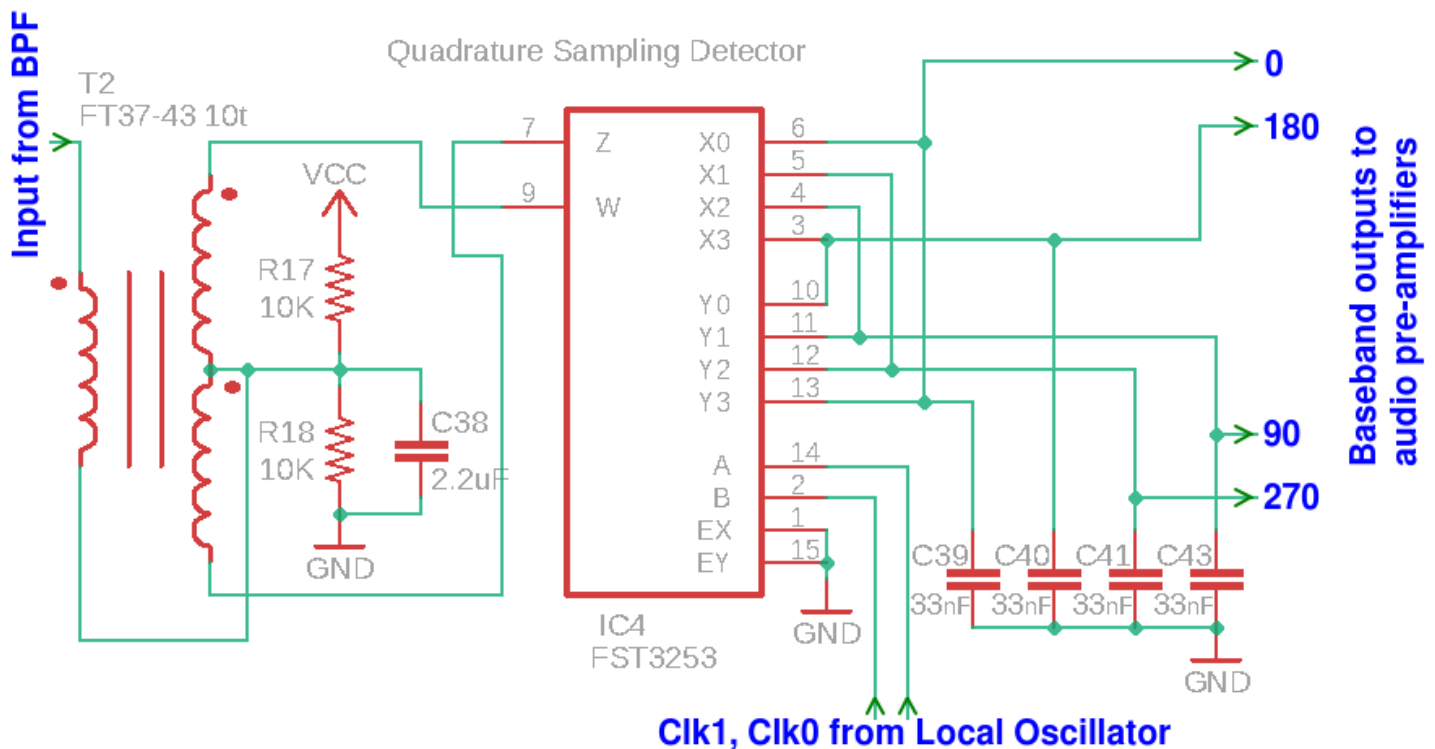 Input from BPF
Quadrature Sampling Detector
T2
FT37-43 10t
VCC
R17
10K
R18
10K
C38
2.2uF
GND
7
Z
9
W
X0
6
X1
5
X2
4
X3
3
Y0
10
Y1
11
Y2
12
Y3
13
A
14
B
2
EX
1
EY
15
IC4
FST3253
GND
0
180
90
270
Baseband outputs to
audio pre-amplifiers
C39
33nF
C40
33nF
C41
33nF
C43
33nF
GND
Clk1, Clk0 from Local Oscillator